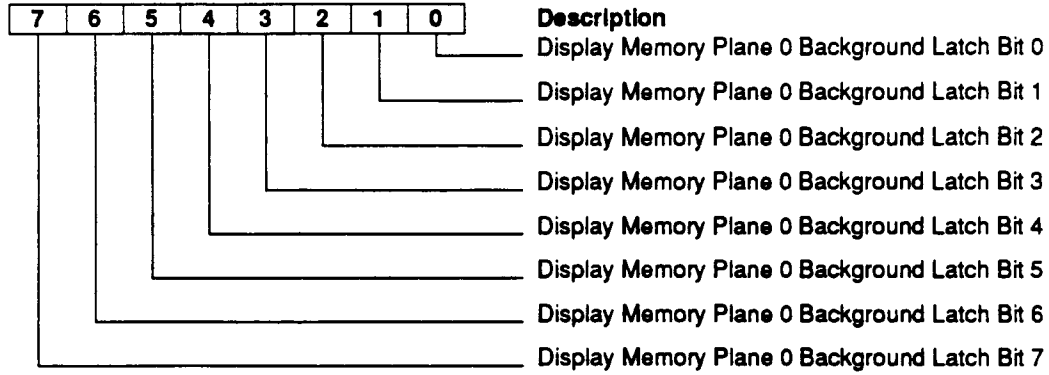 7 6 5 4 3 2 1 0 Description
Display Memory Plane 0 Background Latch Bit 0
Display Memory Plane 0 Background Latch Bit 1
Display Memory Plane 0 Background Latch Bit 2
Display Memory Plane 0 Background Latch Bit 3
Display Memory Plane 0 Background Latch Bit 4
Display Memory Plane 0 Background Latch Bit 5
Display Memory Plane 0 Background Latch Bit 6
Display Memory Plane 0 Background Latch Bit 7